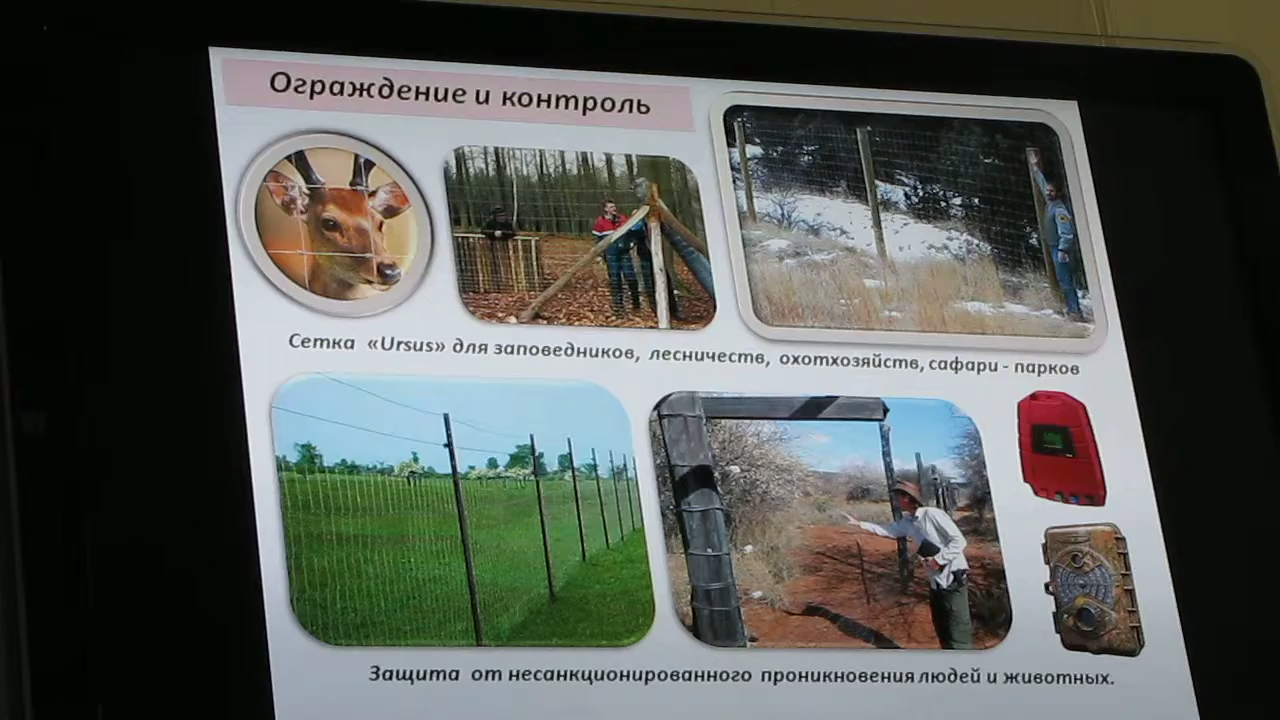 Ограждение и контроль
Сетка «Ursus» для заповедников, лесничеств, охотхозяйств, сафари - парков
Защита от несанкционированного проникновения людей и животных.